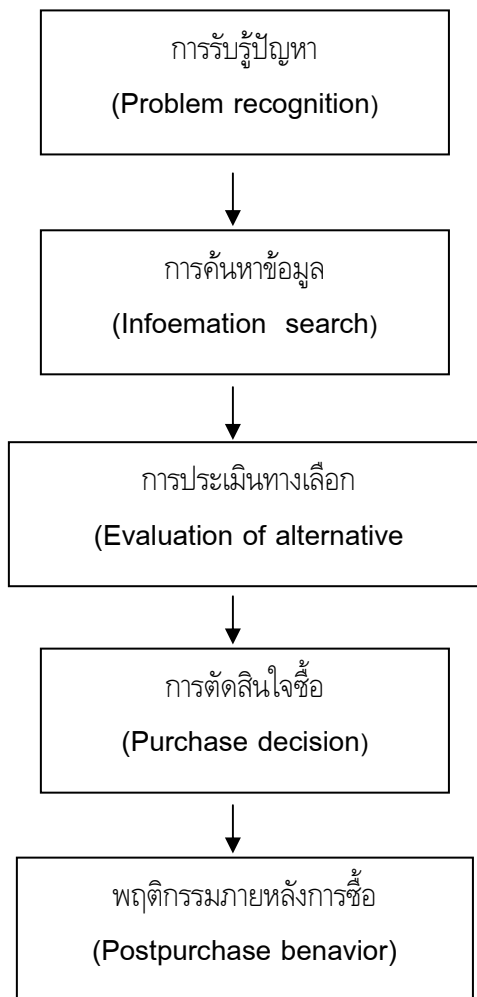 การรับรู้ปัญหา
(Problem recognition)
การค้นหาข้อมูล
(Infoemation search)
การประเมินทางเลือก
(Evaluation of alternative
การตัดสินใจซื้อ
(Purchase decision)
พฤติกรรมภายหลังการซื้อ
(Postpurchase benavior)